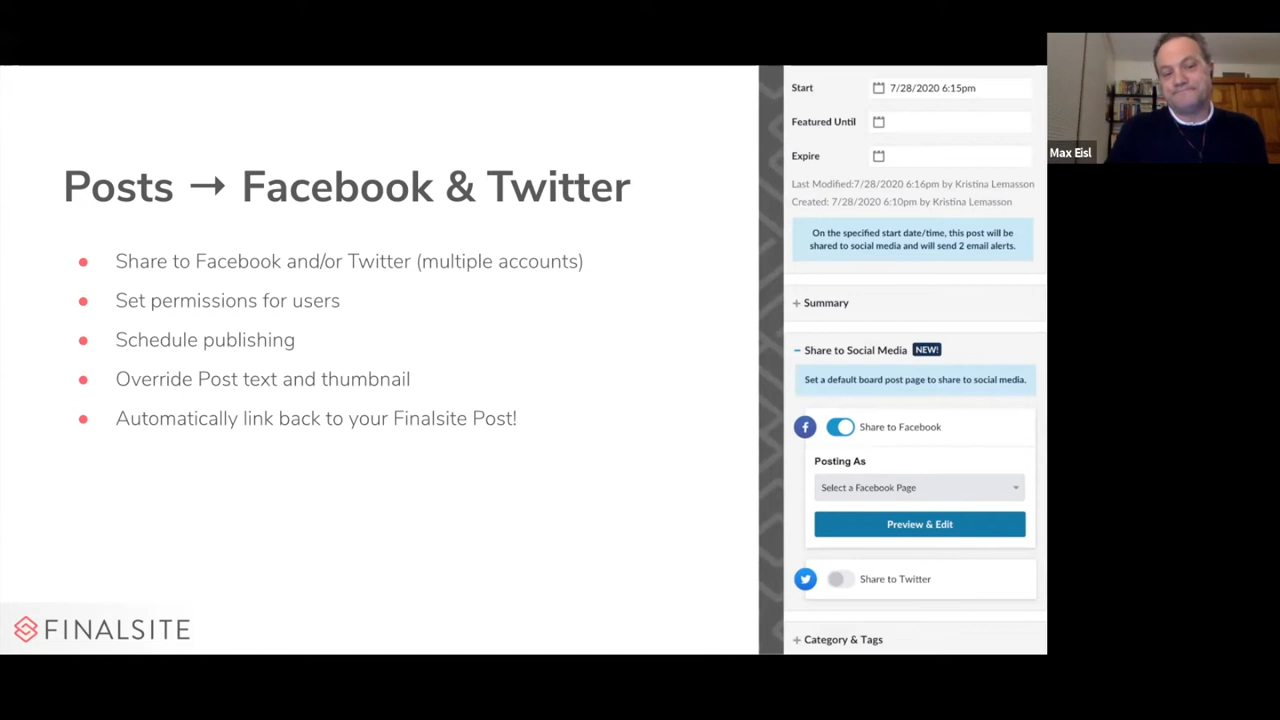 Posts → Facebook & Twitter
● Share to Facebook and/or Twitter (multiple accounts)
● Set permissions for users
● Schedule publishing
● Override Post text and thumbnail
● Automatically link back to your Finalsite Post!
FINALSITE
Start 7/28/2020 6:15pm
Featured Until
Expire
Last Modified:7/28/2020 6:16pm by Kristina Lemasson
Created: 7/28/2020 6:10pm by Kristina Lemasson
On the specified start date/time, this post will be
shared to social media and will send 2 email alerts.
+ Summary
− Share to Social Media NEW!
Set a default board post page to share to social media.
f Share to Facebook
Posting As
Select a Facebook Page
Preview & Edit
Share to Twitter
+ Category & Tags
Max Eisl